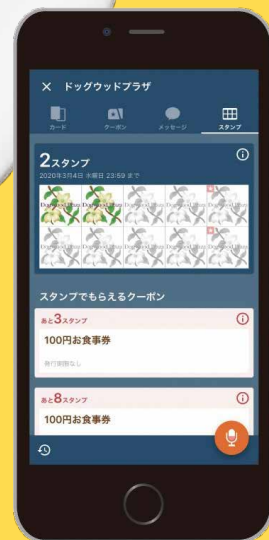 × ドッグウッドプラザ
カード クーポン メッセージ スタンプ
2スタンプ
2020年3月4日 水曜日 23:59 まで
スタンプでもらえるクーポン
あと3スタンプ
100円お食事券
発行期限なし
あと8スタンプ
100円お食事券